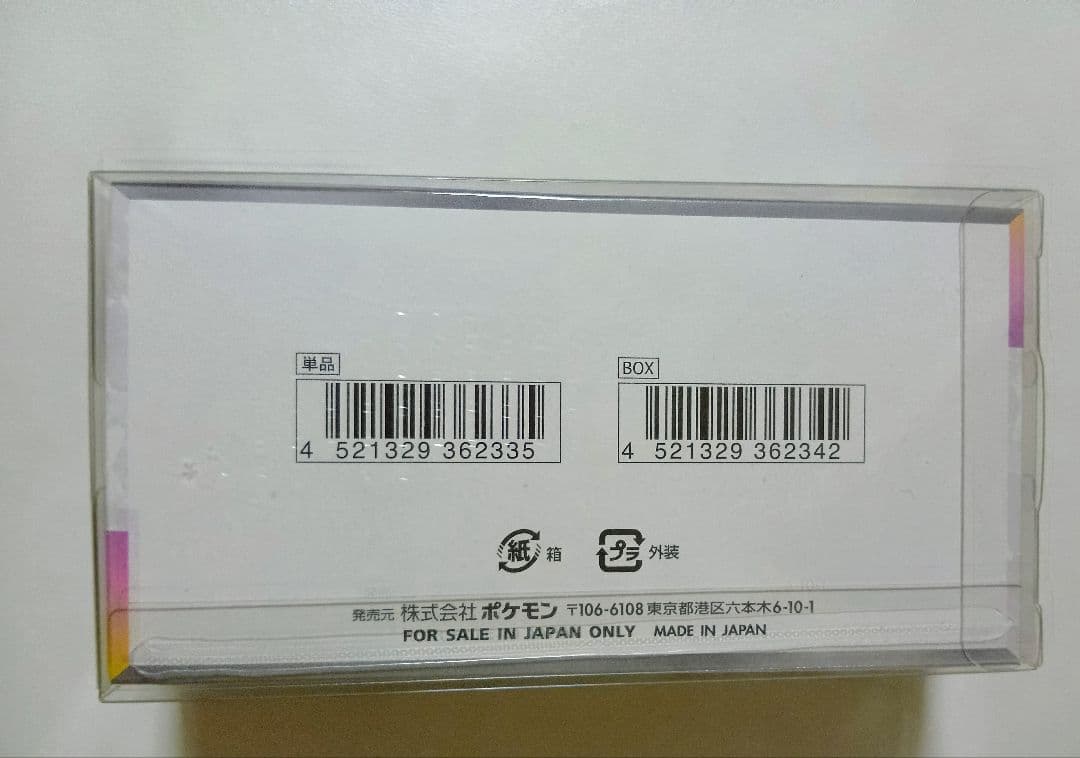 単品
4 521329 362335
BOX
4 521329 362342
紙 箱
プラ 外装
発売元 株式会社 ポケモン 〒106-6108 東京都港区六本木6-10-1
FOR SALE IN JAPAN ONLY MADE IN JAPAN